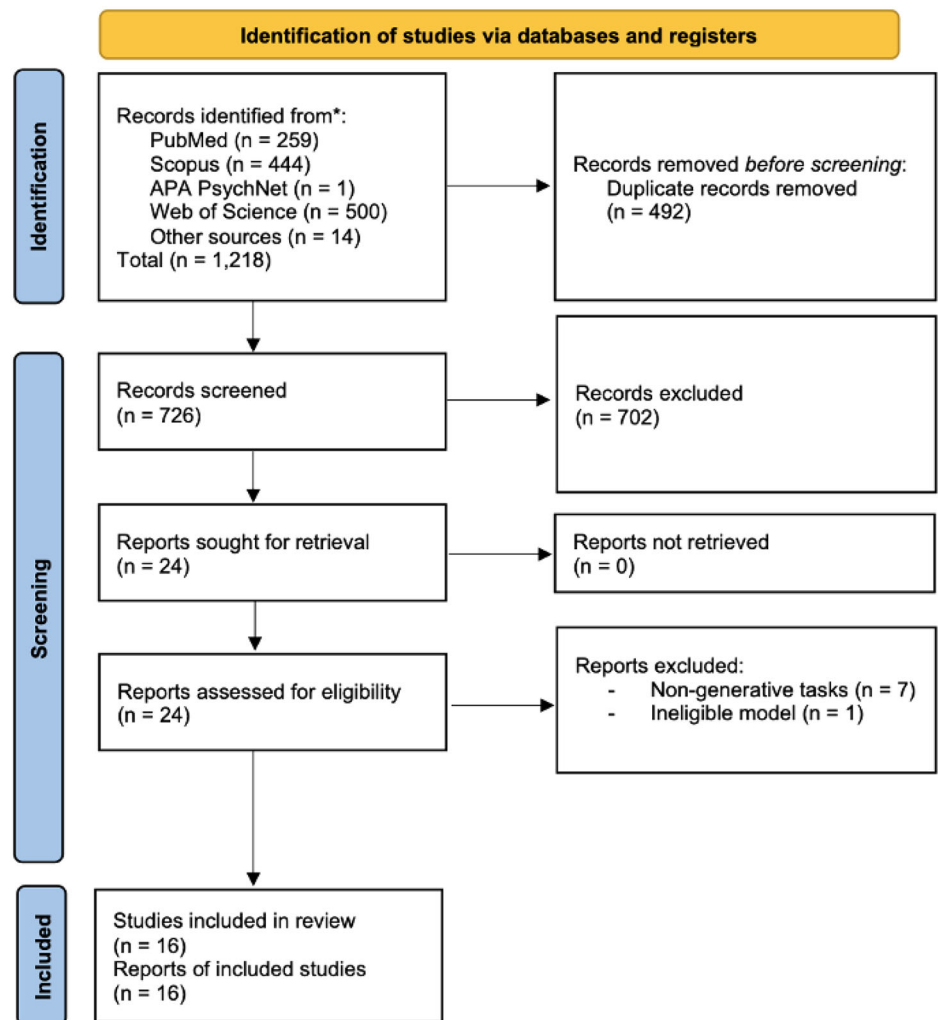 Identification of studies via databases and registers
Identification
Records identified from*:
PubMed (n = 259)
Scopus (n = 444)
APA PsychNet (n = 1)
Web of Science (n = 500)
Other sources (n = 14)
Total (n = 1,218)
Records removed before screening:
Duplicate records removed
(n = 492)
Screening
Records screened
(n = 726)
Records excluded
(n = 702)
Reports sought for retrieval
(n = 24)
Reports not retrieved
(n = 0)
Reports assessed for eligibility
(n = 24)
Reports excluded:
- Non-generative tasks (n = 7)
- Ineligible model (n = 1)
Included
Studies included in review
(n = 16)
Reports of included studies
(n = 16)